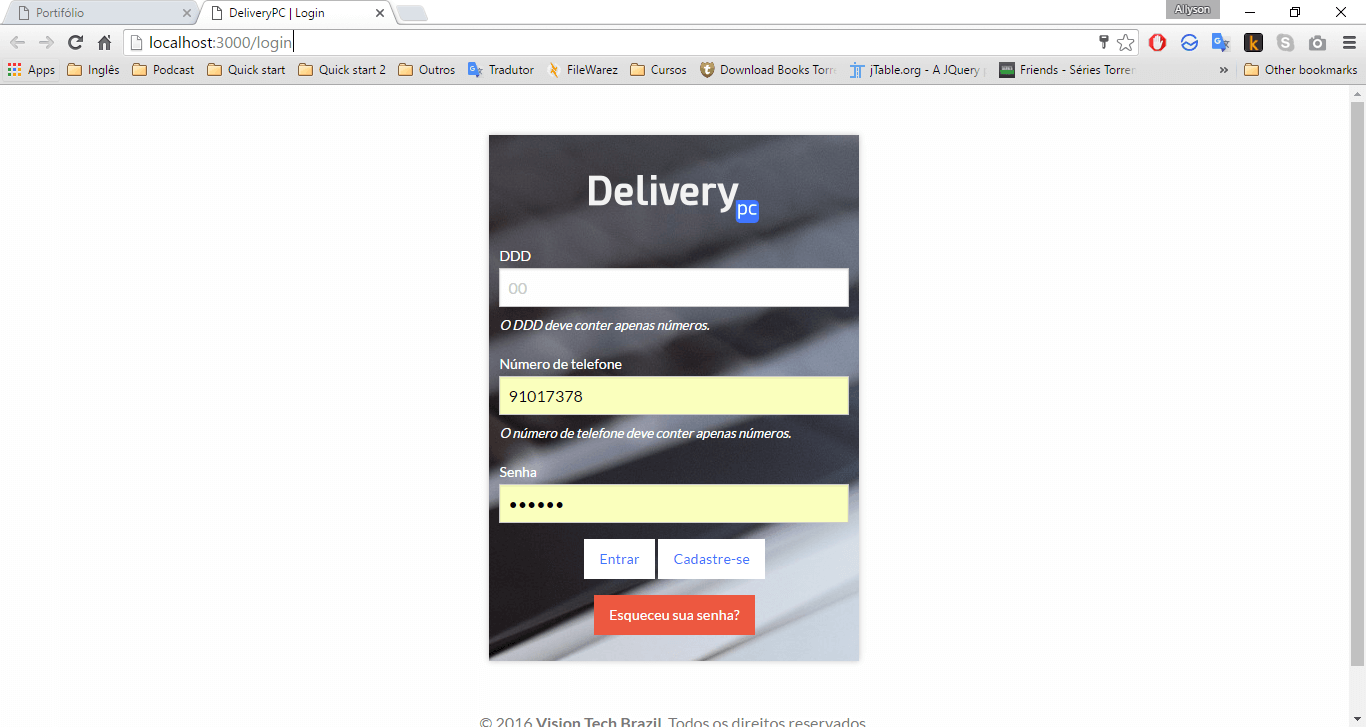 Portifólio
DeliveryPC | Login
Allyson
localhost:3000/login
Apps Inglês Podcast Quick start Quick start 2 Outros Tradutor FileWarez Cursos Download Books Torre jTable.org - A JQuery p Friends - Séries Torren » Other bookmarks
Delivery
pc
DDD
00
O DDD deve conter apenas números.
Número de telefone
91017378
O número de telefone deve conter apenas números.
Senha
••••••
Entrar Cadastre-se
Esqueceu sua senha?
© 2016 Vision Tech Brazil. Todos os direitos reservados